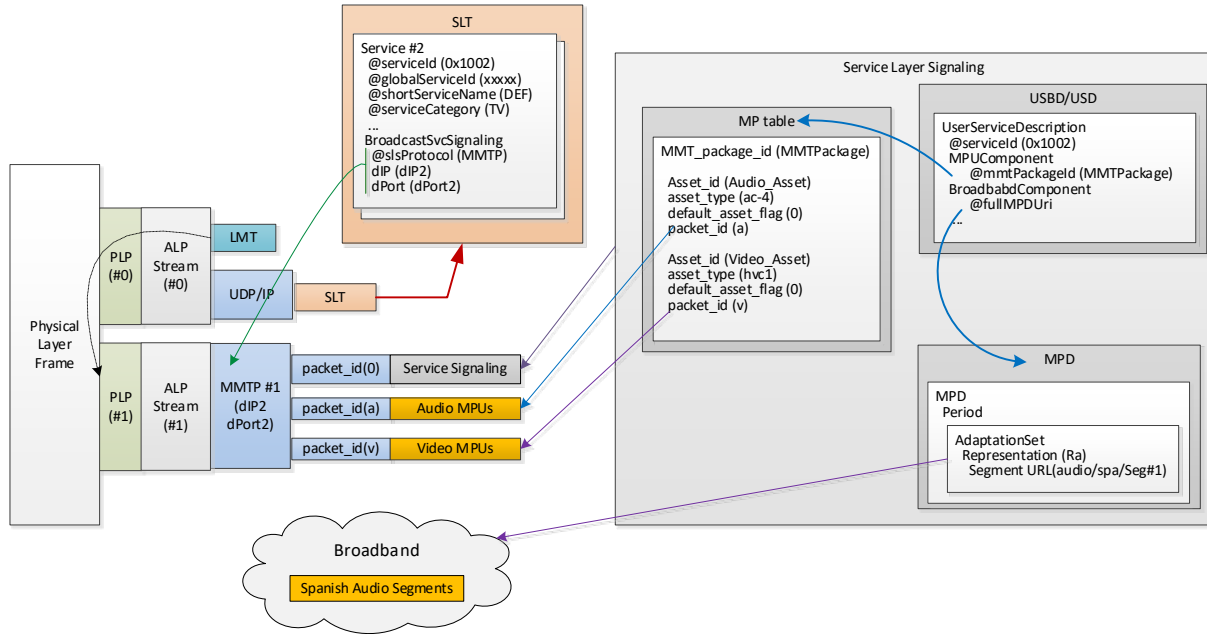 SLT
Service #2
@serviceId (0x1002)
@globalServiceId (xxxxx)
@shortServiceName (DEF)
@serviceCategory (TV)
...
BroadcastSvcSignaling
@slsProtocol (MMTP)
dIP (dIP2)
dPort (dPort2)
Physical
Layer
Frame
PLP
(#0)
ALP
Stream
(#0)
LMT
UDP/IP
SLT
PLP
(#1)
ALP
Stream
(#1)
MMTP #1
(dIP2
dPort2)
packet_id(0)
Service Signaling
packet_id(a)
Audio MPUs
packet_id(v)
Video MPUs
Broadband
Spanish Audio Segments
Service Layer Signaling
MP table
MMT_package_id (MMTPackage)
Asset_id (Audio_Asset)
asset_type (ac-4)
default_asset_flag (0)
packet_id (a)
Asset_id (Video_Asset)
asset_type (hvc1)
default_asset_flag (0)
packet_id (v)
USBD/USD
UserServiceDescription
@serviceId (0x1002)
MPUComponent
@mmtPackageId (MMTPackage)
BroadbabdComponent
@fullMPDUri
...
MPD
MPD
Period
AdaptationSet
Representation (Ra)
Segment URL(audio/spa/Seg#1)